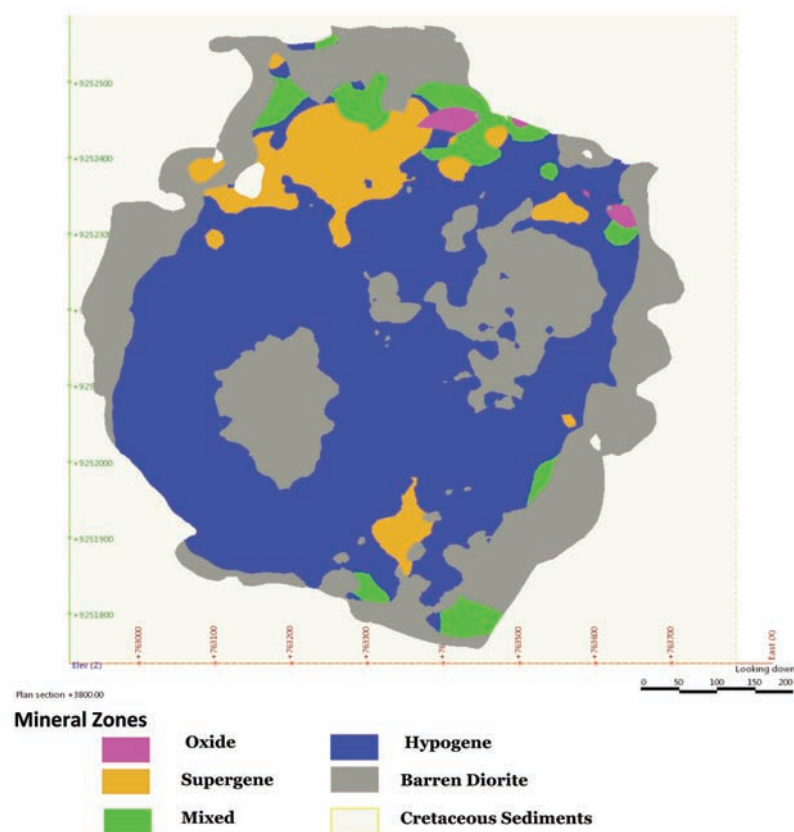 +9252500
+9252400
+9252300
+9252000
+9251900
+9251800
+763000
+763100
+763200
+763300
+763500
+763600
+763700
East (X)
Elev (Z)
Looking down
Plan section +3800.00
0 50 100 150 200
Mineral Zones
Oxide Hypogene
Supergene Barren Diorite
Mixed Cretaceous Sediments